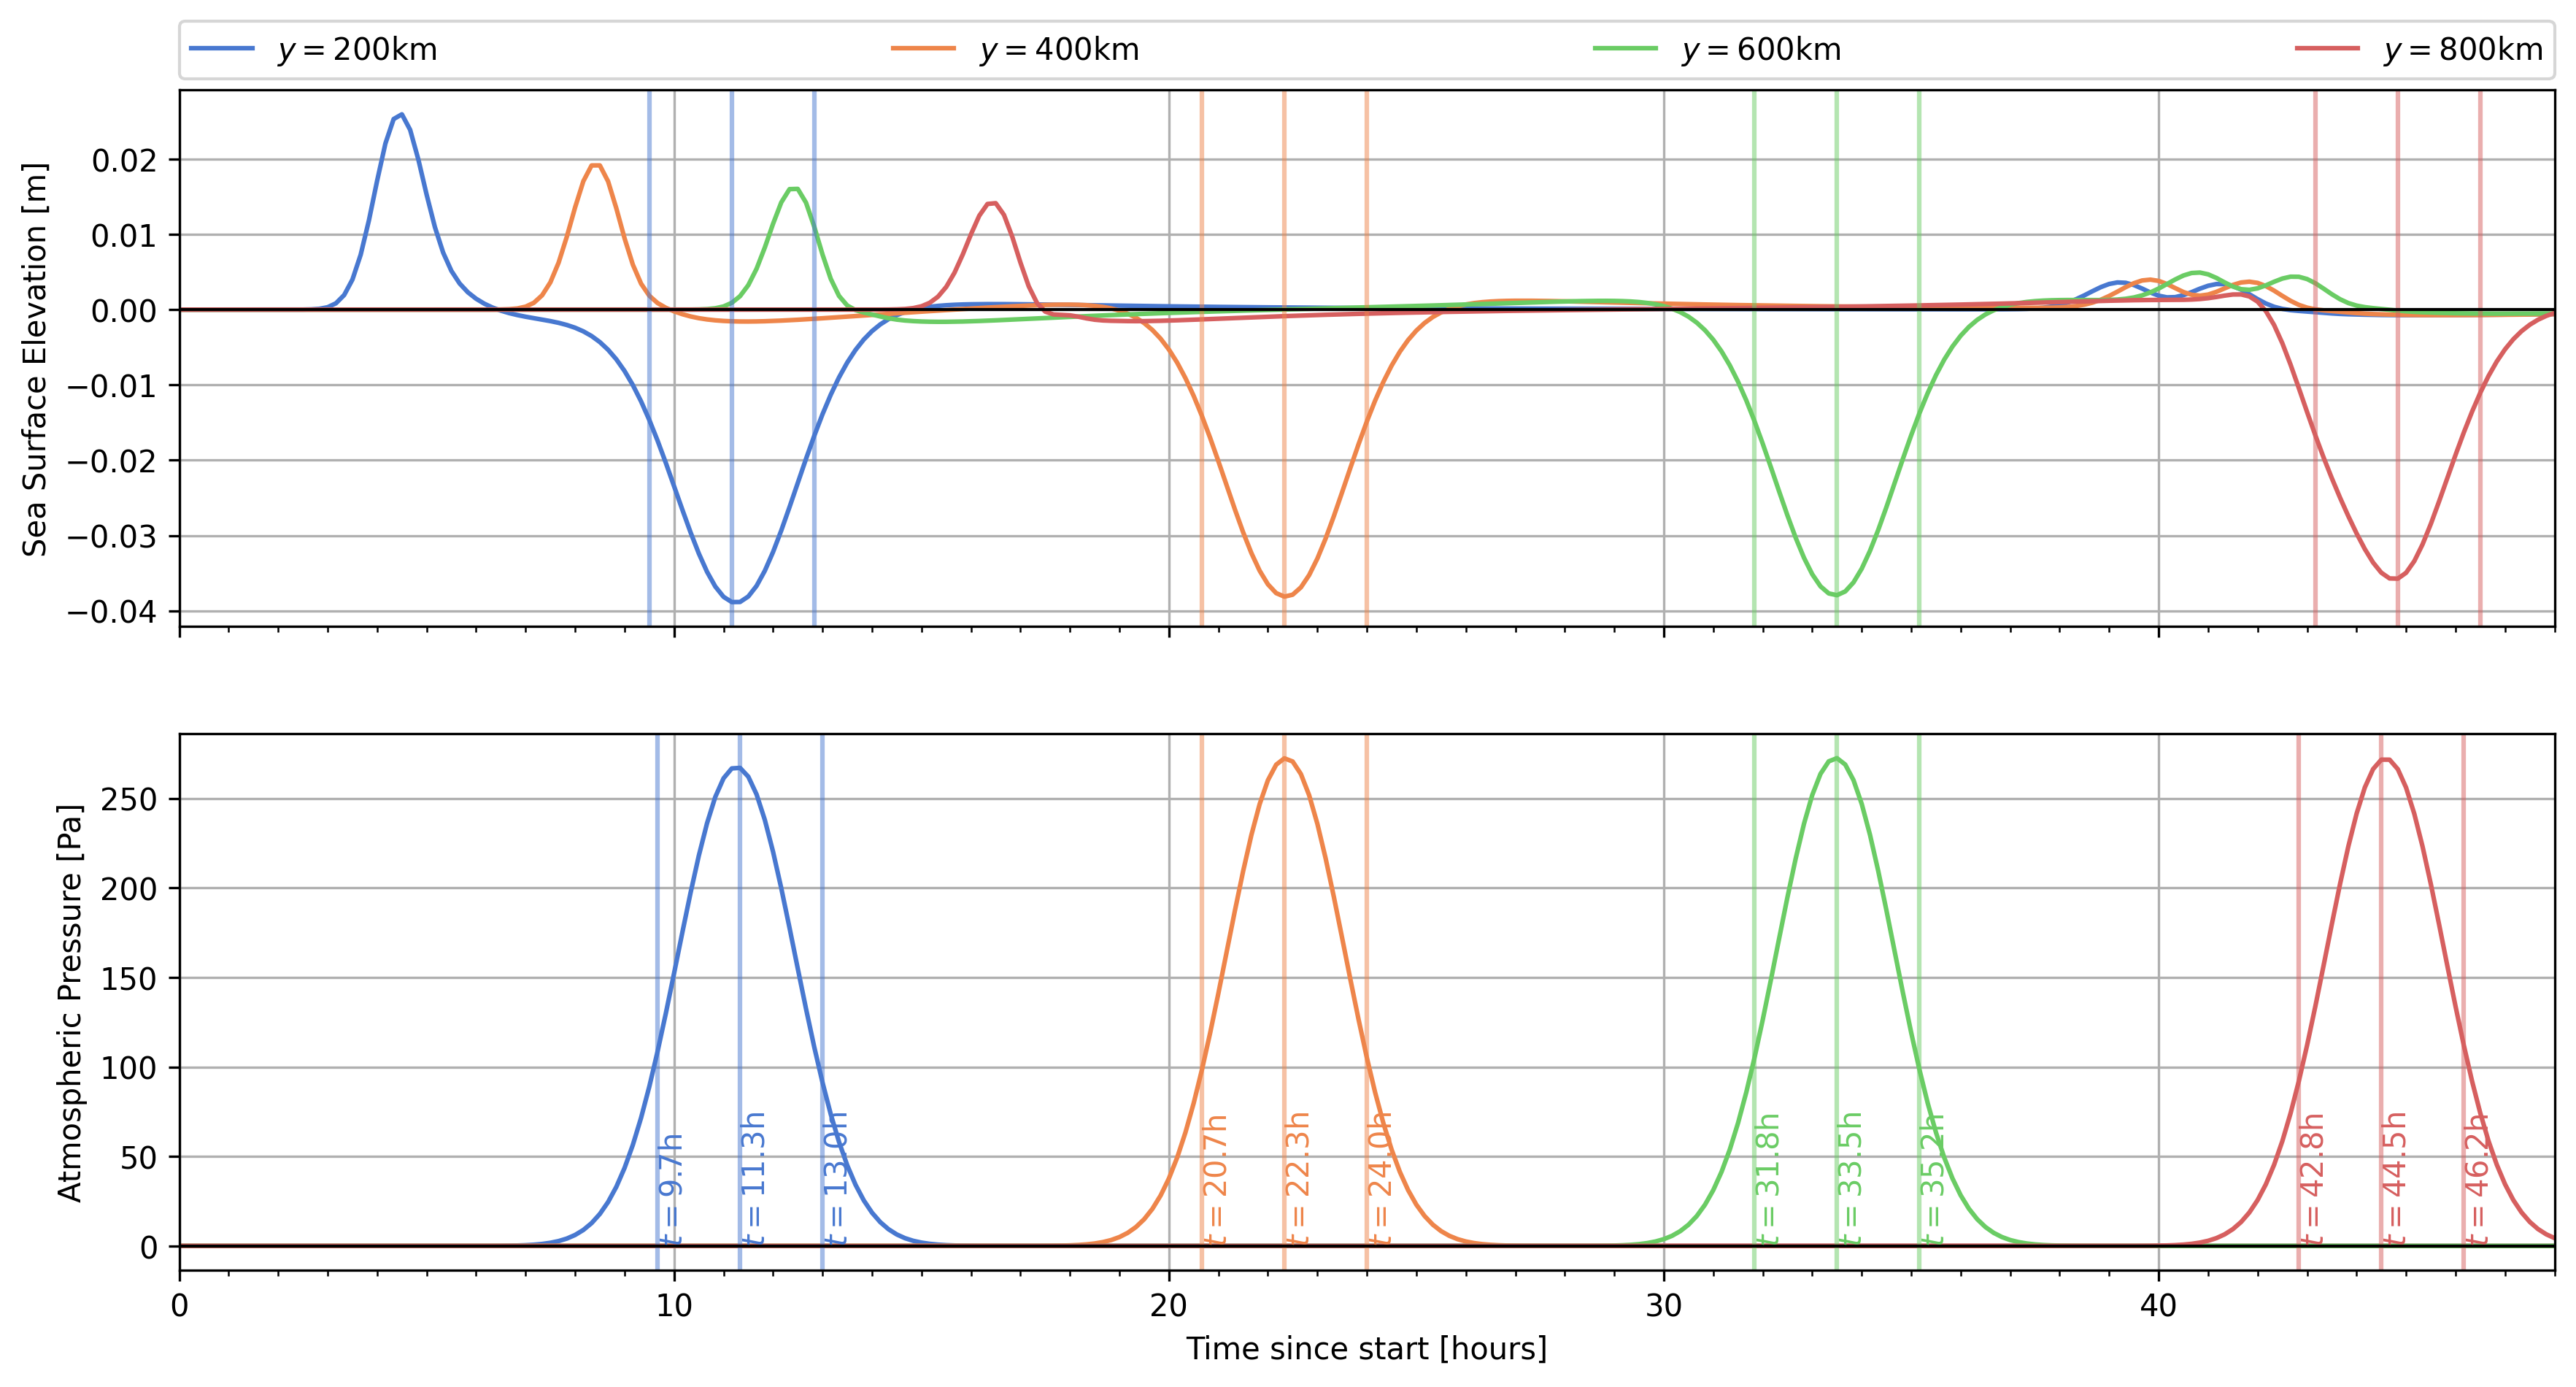 y = 200km
y = 400km
y = 600km
y = 800km
Sea Surface Elevation [m]
0.02
0.01
0.00
−0.01
−0.02
−0.03
−0.04
Atmospheric Pressure [Pa]
250
200
150
100
50
0
t = 9.7h
t = 11.3h
t = 13.0h
t = 20.7h
t = 22.3h
t = 24.0h
t = 31.8h
t = 33.5h
t = 35.2h
t = 42.8h
t = 44.5h
t = 46.2h
0
10
20
30
40
Time since start [hours]